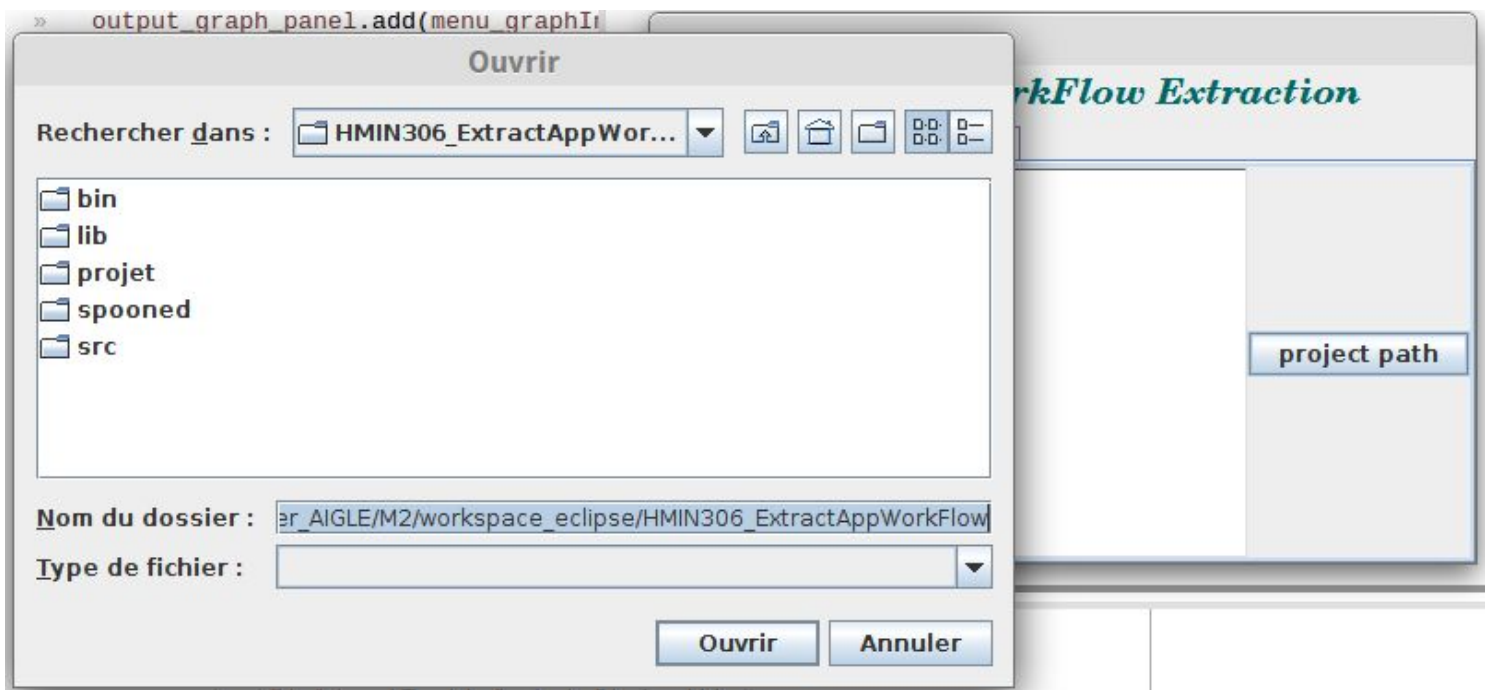 » output_graph_panel.add(menu_graphI
Ouvrir
rkFlow Extraction
Rechercher dans :
HMIN306_ExtractAppWor...
bin
lib
projet
spooned
src
project path
Nom du dossier :
er_AIGLE/M2/workspace_eclipse/HMIN306_ExtractAppWorkFlow
Type de fichier :
Ouvrir
Annuler